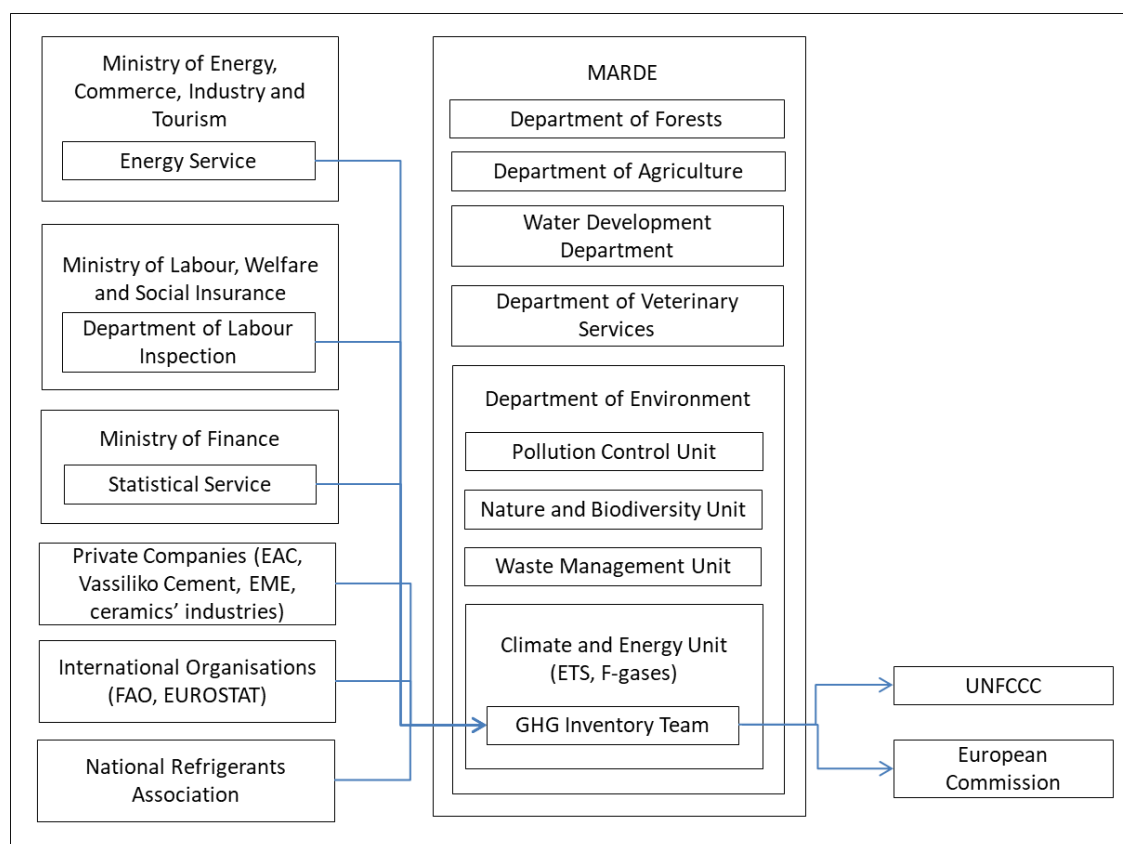 Ministry of Energy,
Commerce, Industry and
Tourism
Energy Service
Ministry of Labour, Welfare
and Social Insurance
Department of Labour
Inspection
Ministry of Finance
Statistical Service
Private Companies (EAC,
Vassiliko Cement, EME,
ceramics’ industries)
International Organisations
(FAO, EUROSTAT)
National Refrigerants
Association
MARDE
Department of Forests
Department of Agriculture
Water Development
Department
Department of Veterinary
Services
Department of Environment
Pollution Control Unit
Nature and Biodiversity Unit
Waste Management Unit
Climate and Energy Unit
(ETS, F-gases)
GHG Inventory Team
UNFCCC
European
Commission